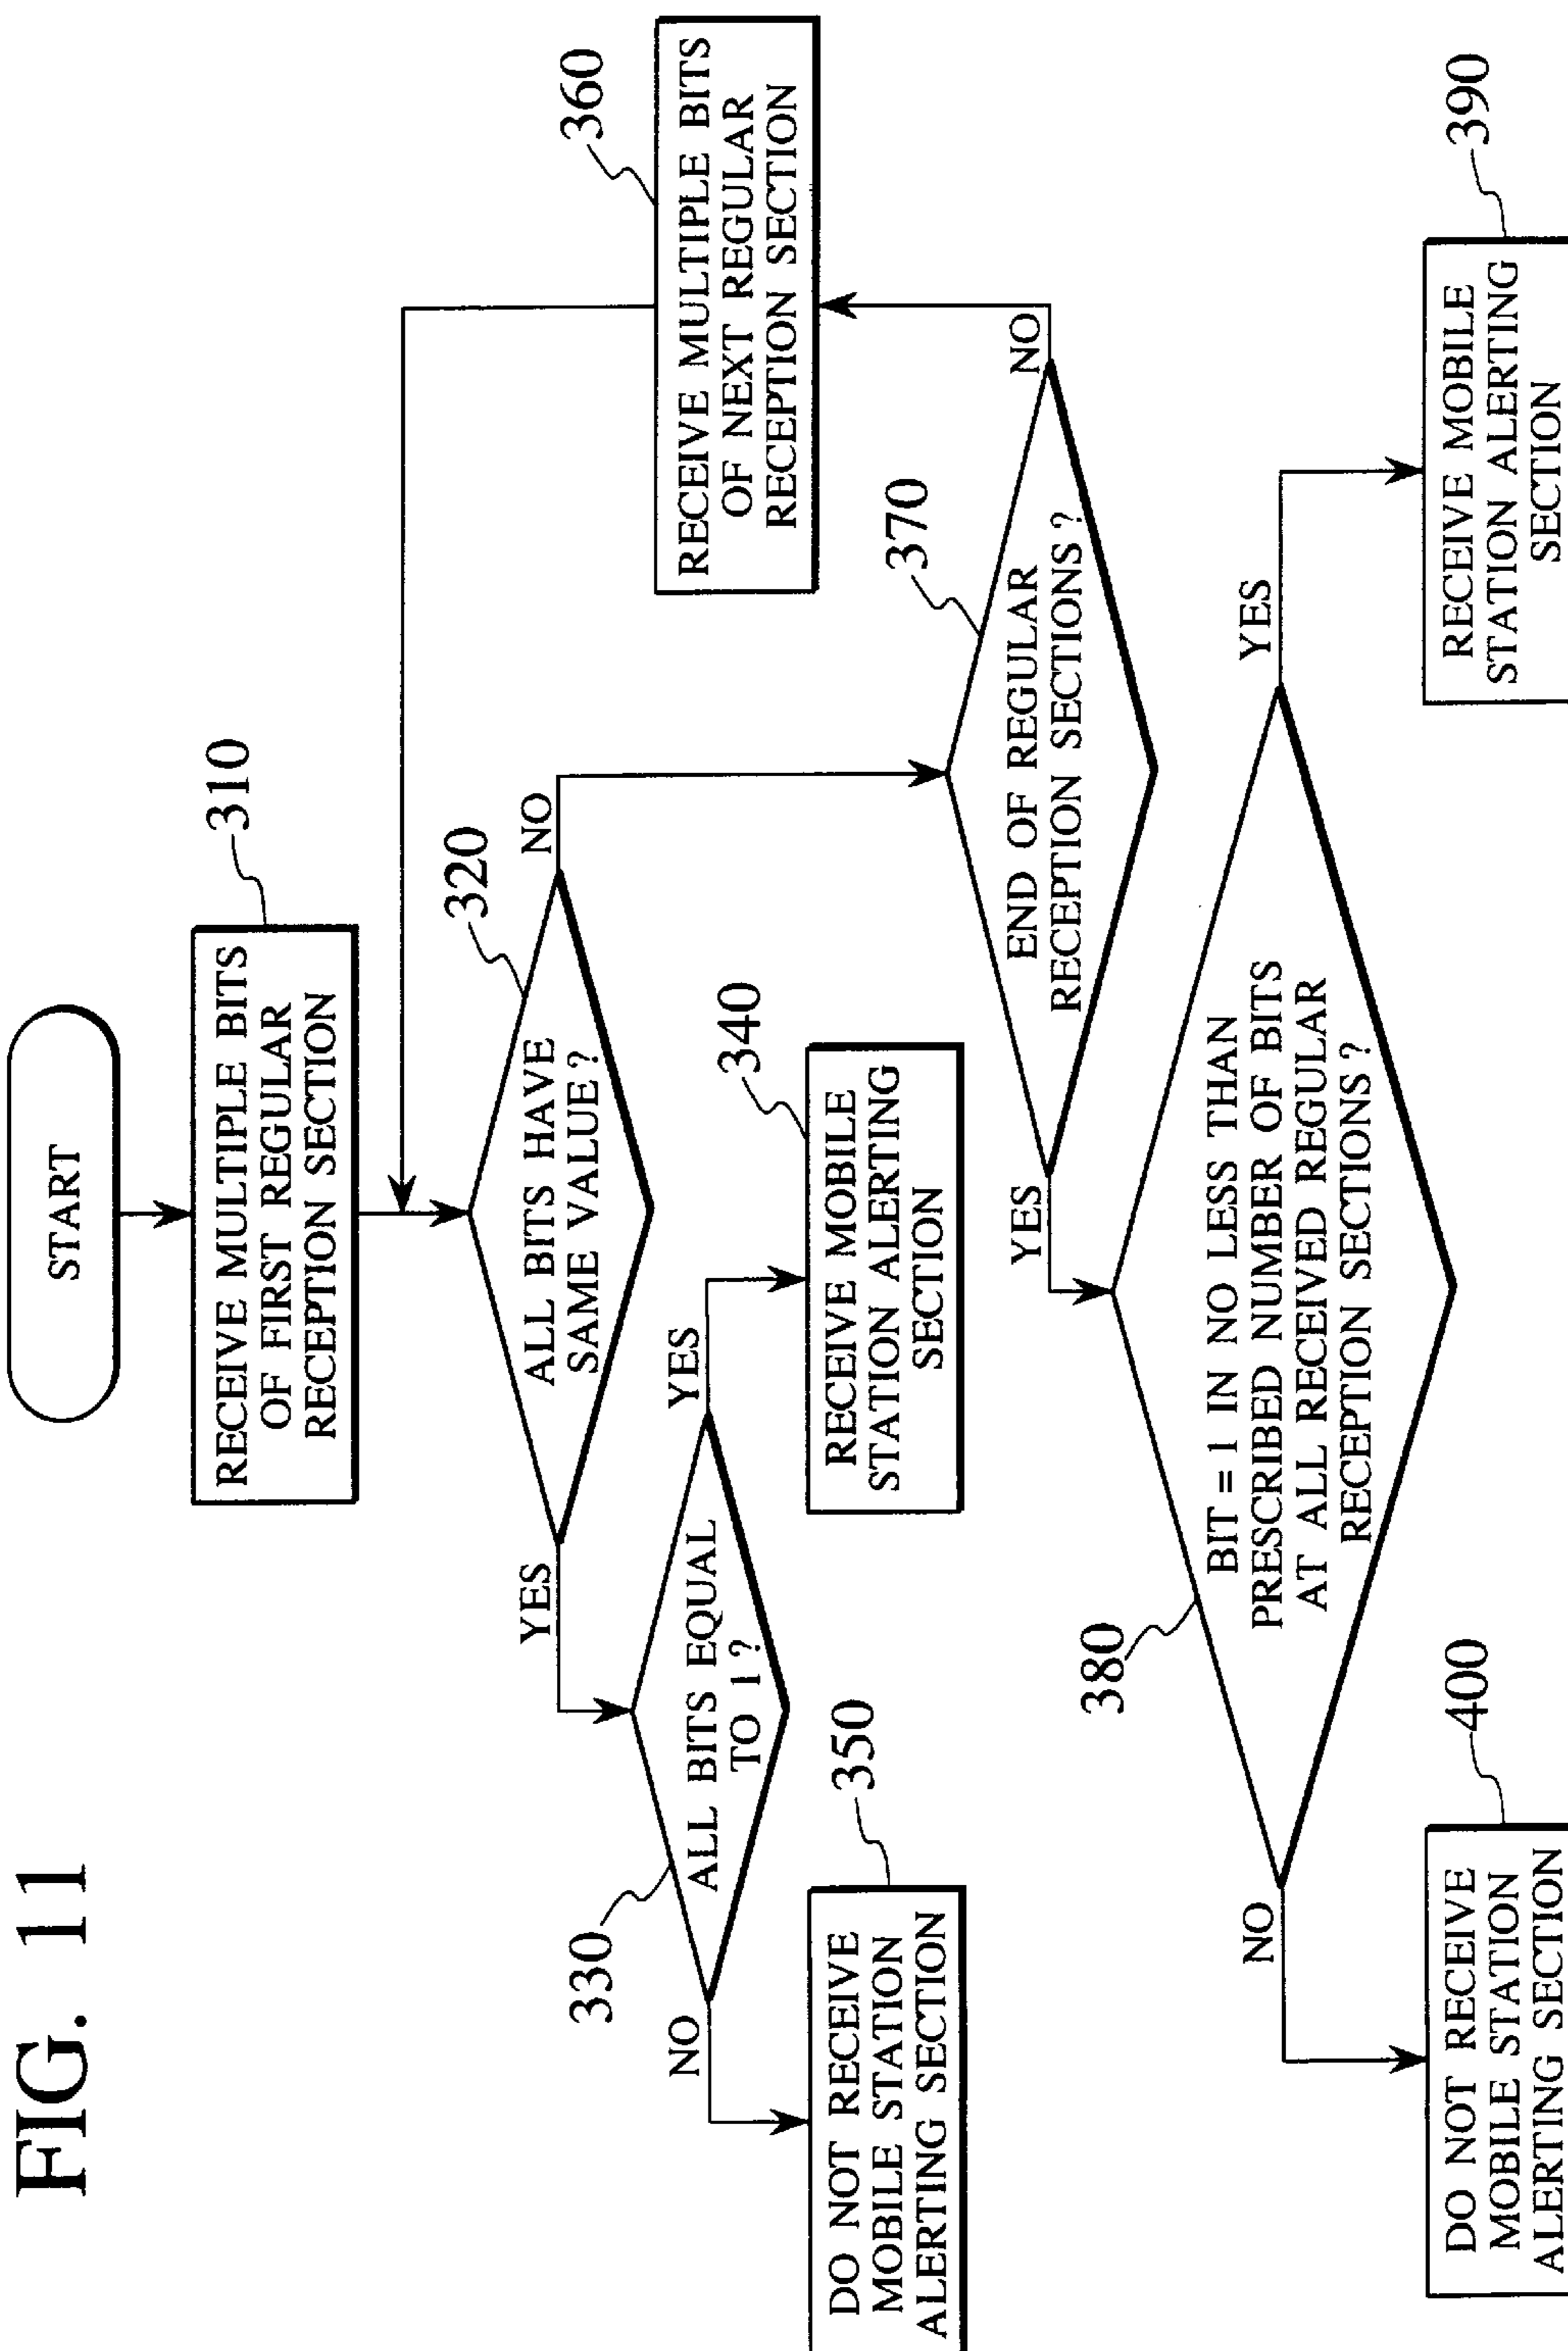 FIG. 11
START
310
RECEIVE MULTIPLE BITS
OF FIRST REGULAR
RECEPTION SECTION
320
ALL BITS HAVE
SAME VALUE?
YES
NO
330
ALL BITS EQUAL
TO 1?
NO
YES
350
DO NOT RECEIVE
MOBILE STATION
ALERTING SECTION
340
RECEIVE MOBILE
STATION ALERTING
SECTION
360
RECEIVE MULTIPLE BITS
OF NEXT REGULAR
RECEPTION SECTION
370
END OF REGULAR
RECEPTION SECTIONS?
YES
NO
380
BIT = 1 IN NO LESS THAN
PRESCRIBED NUMBER OF BITS
AT ALL RECEIVED REGULAR
RECEPTION SECTIONS?
NO
YES
400
DO NOT RECEIVE
MOBILE STATION
ALERTING SECTION
390
RECEIVE MOBILE
STATION ALERTING
SECTION